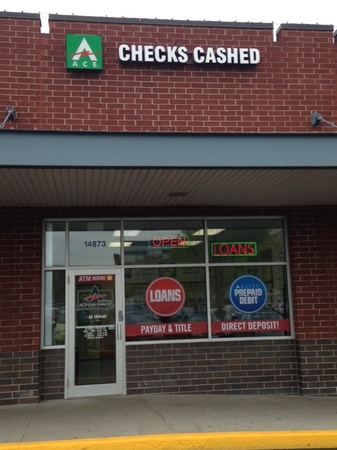 ACE
CHECKS CASHED
14873
OPEN
LOANS
ATM INSIDE
LOANS
PREPAID
DEBIT
PAYDAY & TITLE
DIRECT DEPOSIT!